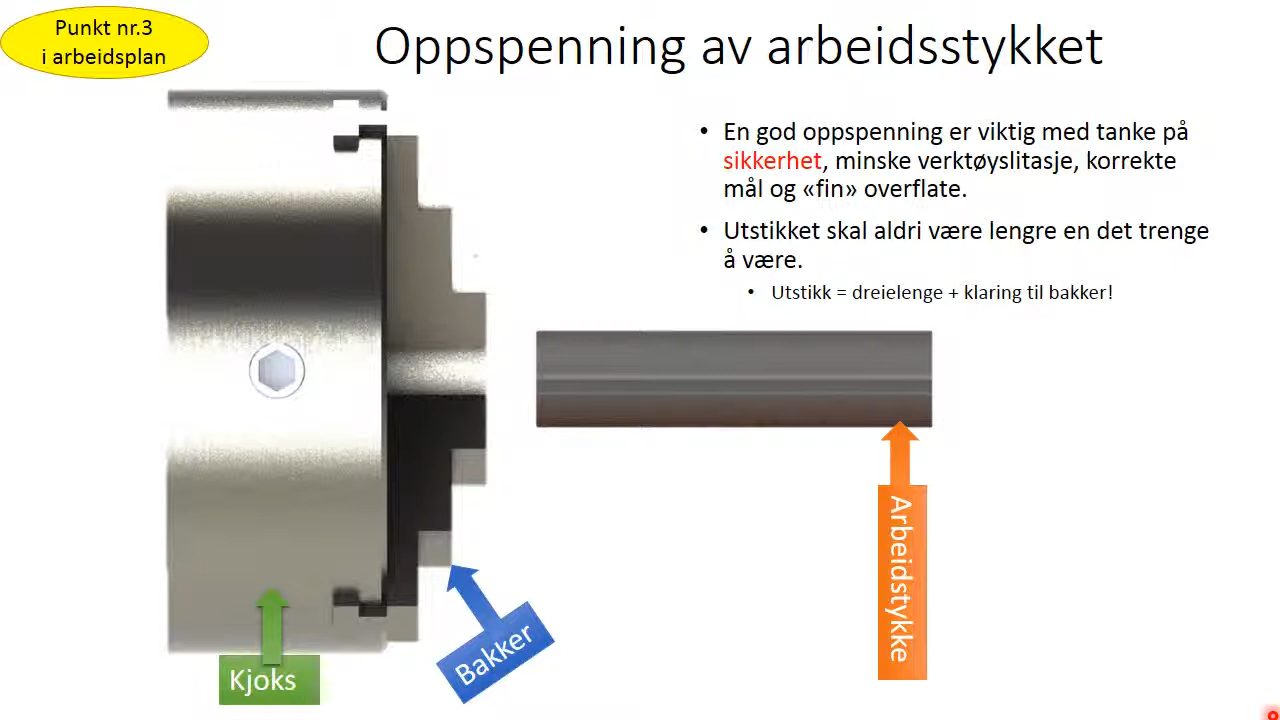 Punkt nr.3
i arbeidsplan
Oppspenning av arbeidsstykket
• En god oppspenning er viktig med tanke på
sikkerhet, minske verktøyslitasje, korrekte
mål og «fin» overflate.
• Utstikket skal aldri være lengre en det trenge
å være.
• Utstikk = dreielenge + klaring til bakker!
Arbeidstykke
Bakker
Kjoks